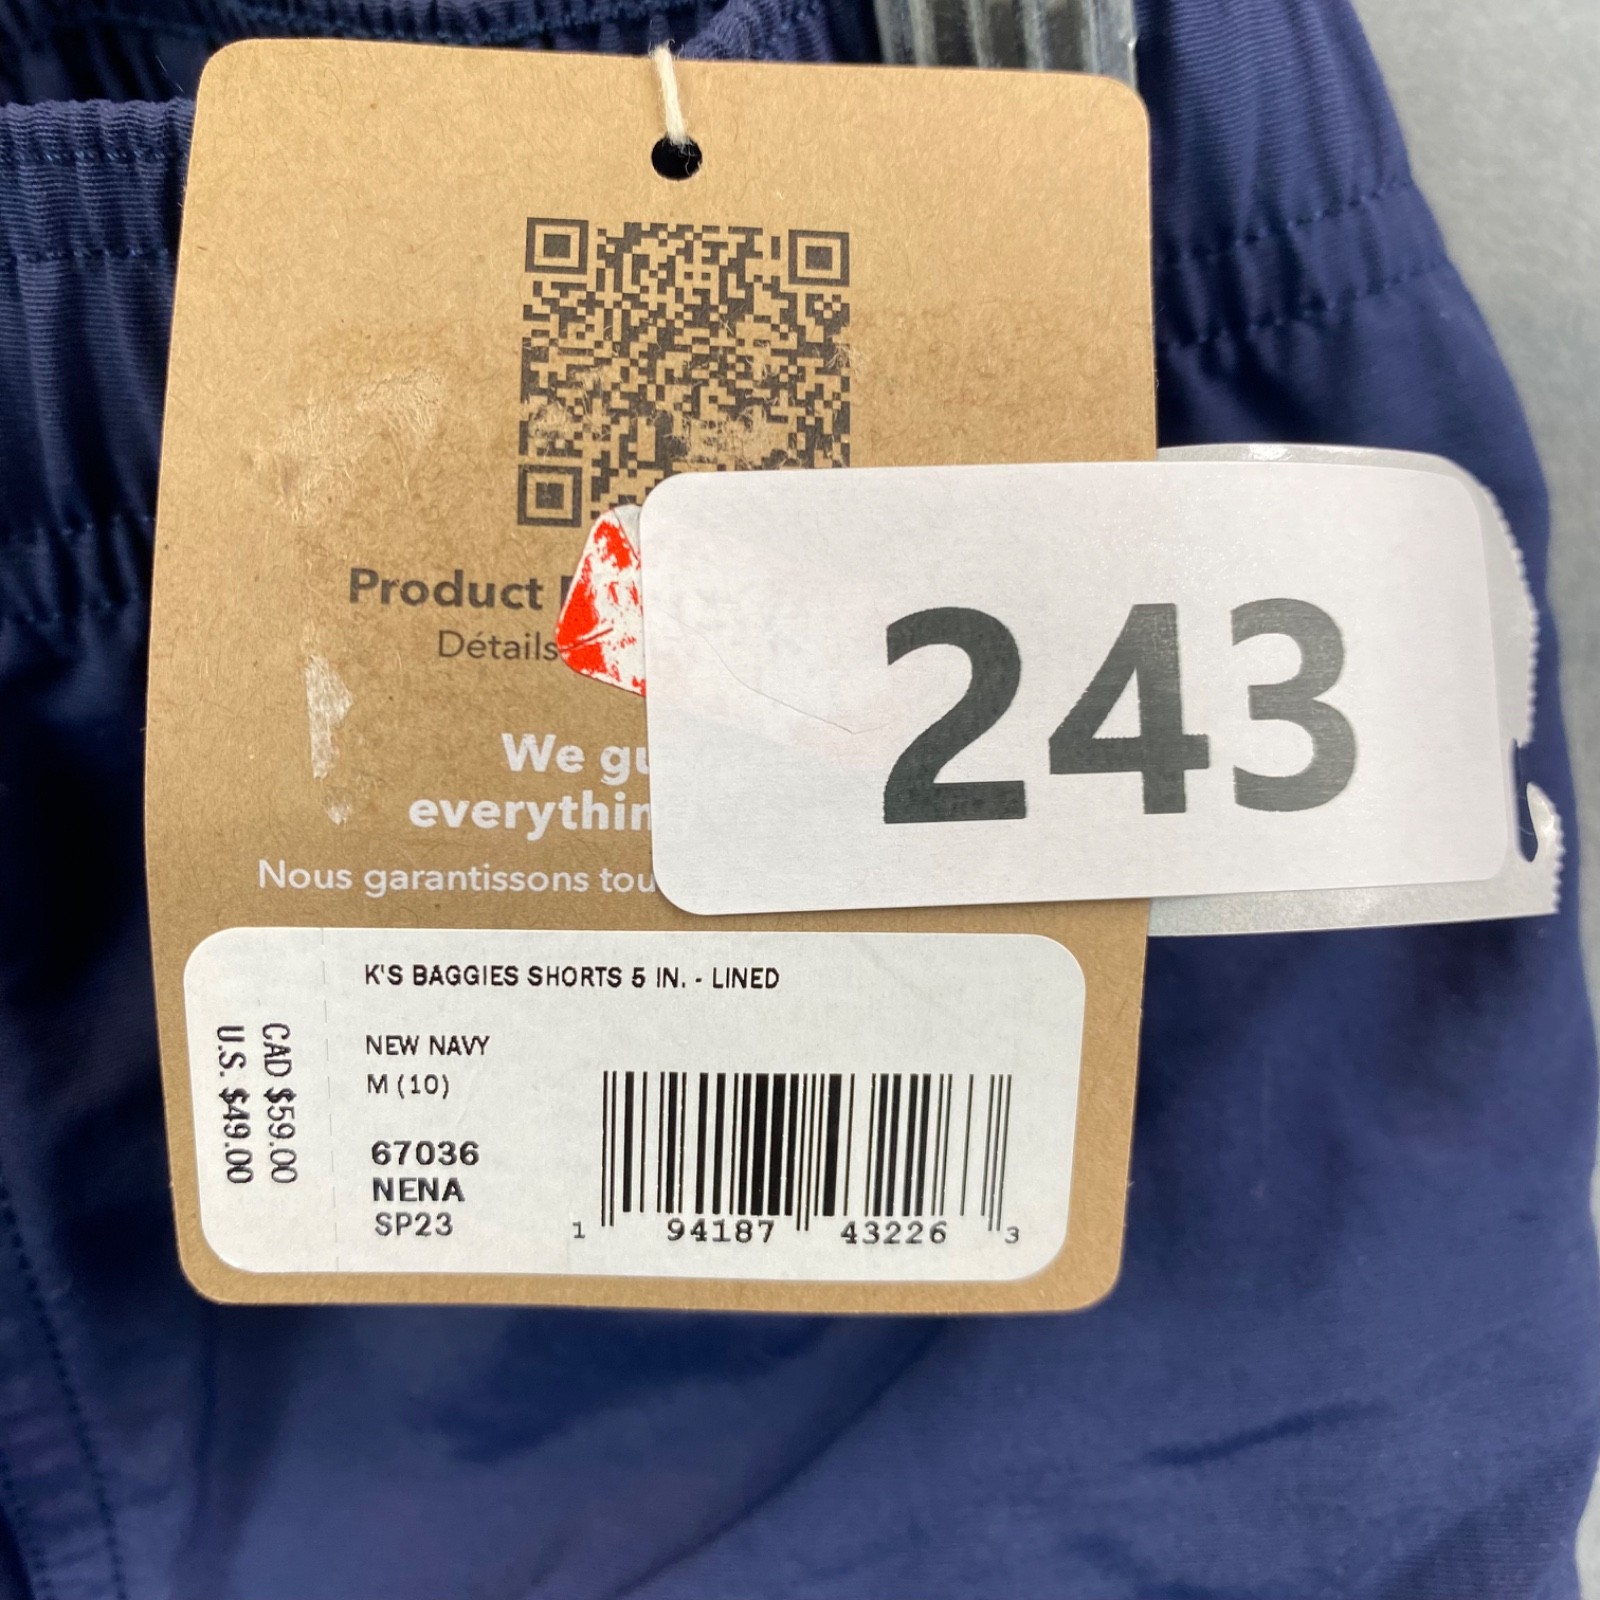 Product
Détails
We gu
everythin
Nous garantissons tou
243
K'S BAGGIES SHORTS 5 IN. - LINED
NEW NAVY
M (10)
67036
NENA
SP23
CAD $59.00
U.S. $49.00
1 94187 43226 3